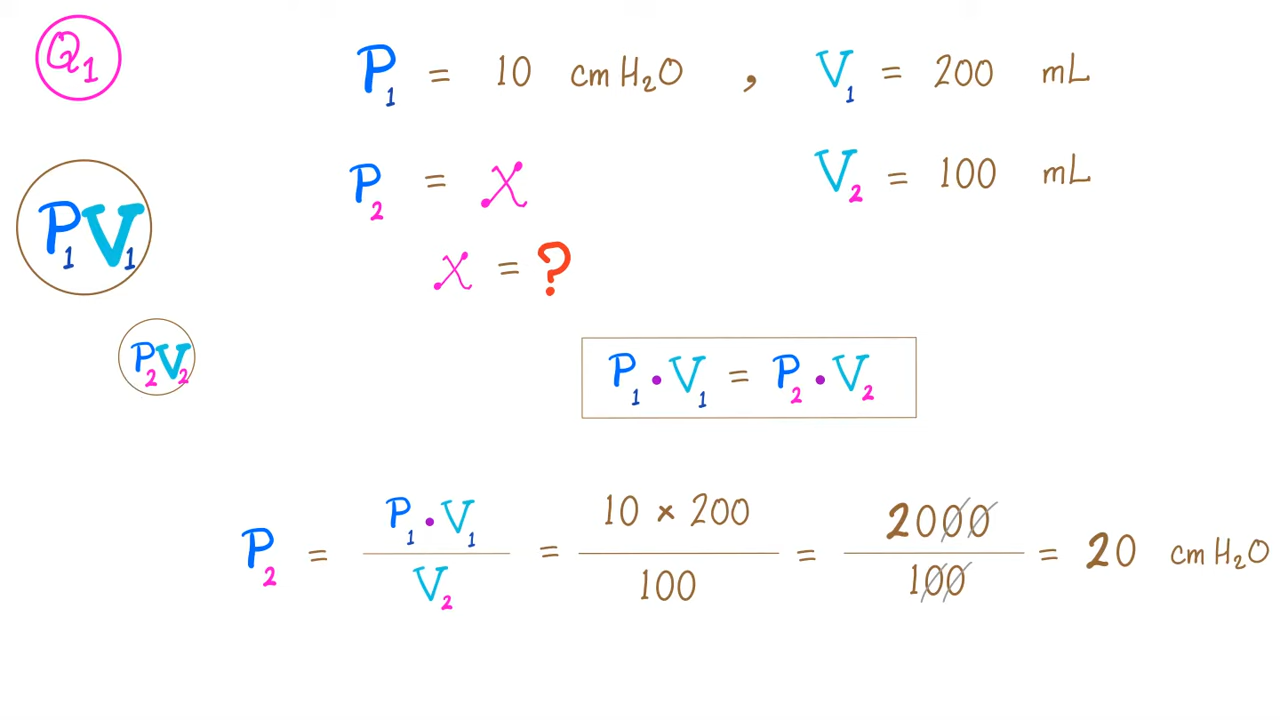 Q1
P1 = 10 cmH2O , V1 = 200 mL
P2 = X V2 = 100 mL
P1V1
X = ?
P2V2
P1 • V1 = P2 • V2
P2 = P1 • V1 / V2 = 10 × 200 / 100 = 2000 / 100 = 20 cmH2O